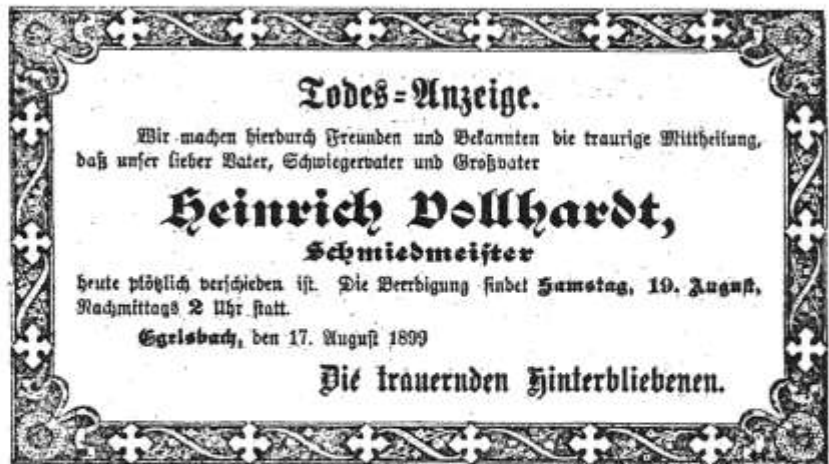 Todes=Anzeige.
Wir machen hierdurch Freunden und Bekannten die traurige Mittheilung,
daß unser lieber Vater, Schwiegervater und Großvater
Heinrich Vollhardt,
Schmiedmeister
heute plötzlich verschieden ist. Die Beerdigung findet Samstag, 19. August,
Nachmittags 2 Uhr statt.
Egelsbach, den 17. August 1899
Die trauernden Hinterbliebenen.